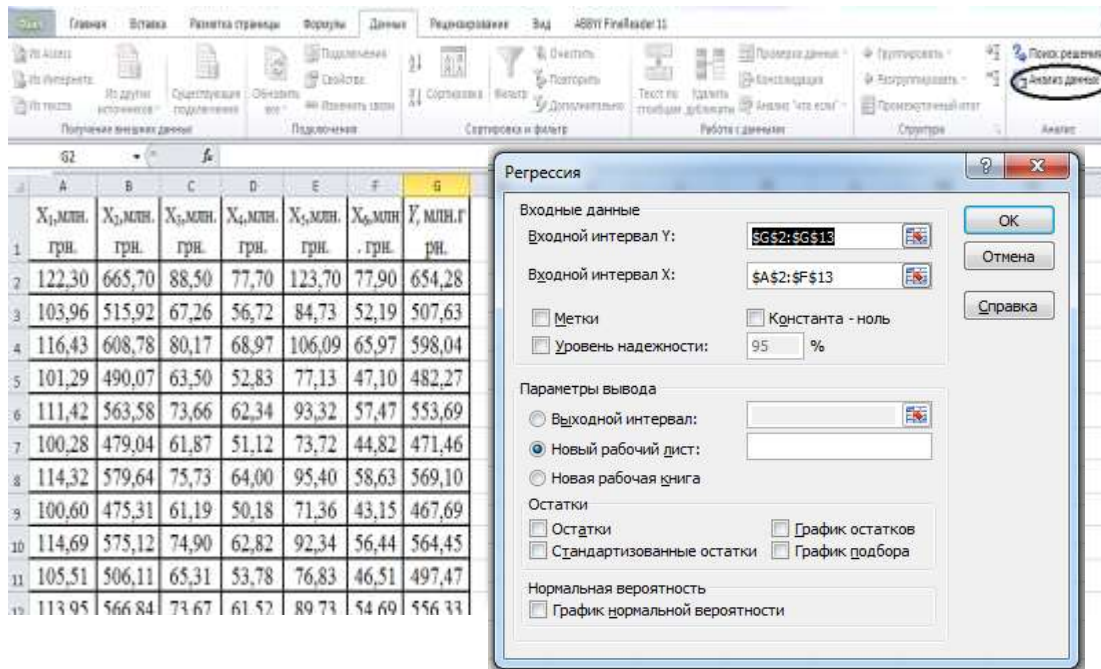 Главная Вставка Разметка страницы Формулы Данные Рецензирование Вид ABBYY FineReader 11
Из Access
Из Интернета
Из текста
Из других источников
Существующие подключения
Обновить все
Подключения
Свойства
Изменить связи
Сортировка
Фильтр
Очистить
Повторить
Дополнительно
Текст по столбцам
Удалить дубликаты
Проверка данных
Консолидация
Анализ "что если"
Группировать
Разгруппировать
Промежуточный итог
Поиск решения
Анализ данных
Получение внешних данных Подключения Сортировка и фильтр Работа с данными Структура Анализ
G2 fx
A B C D E F G
X₁,млн. X₂,млн. X₃,млн. X₄,млн. X₅,млн. X₆,млн Y, млн.г
1 грн. грн. грн. грн. грн. . грн. рн.
2 122,30 665,70 88,50 77,70 123,70 77,90 654,28
3 103,96 515,92 67,26 56,72 84,73 52,19 507,63
4 116,43 608,78 80,17 68,97 106,09 65,97 598,04
5 101,29 490,07 63,50 52,83 77,13 47,10 482,27
6 111,42 563,58 73,66 62,34 93,32 57,47 553,69
7 100,28 479,04 61,87 51,12 73,72 44,82 471,46
8 114,32 579,64 75,73 64,00 95,40 58,63 569,10
9 100,60 475,31 61,19 50,18 71,36 43,15 467,69
10 114,69 575,12 74,90 62,82 92,34 56,44 564,45
11 105,51 506,11 65,31 53,78 76,83 46,51 497,47
12 113,95 566,84 73,67 61,52 89,73 54,69 556,33
Регрессия
Входные данные
Входной интервал Y: $G$2:$G$13
Входной интервал X: $A$2:$F$13
Метки Константа - ноль
Уровень надежности: 95 %
Параметры вывода
Выходной интервал:
Новый рабочий лист:
Новая рабочая книга
Остатки
Остатки График остатков
Стандартизованные остатки График подбора
Нормальная вероятность
График нормальной вероятности
OK
Отмена
Справка